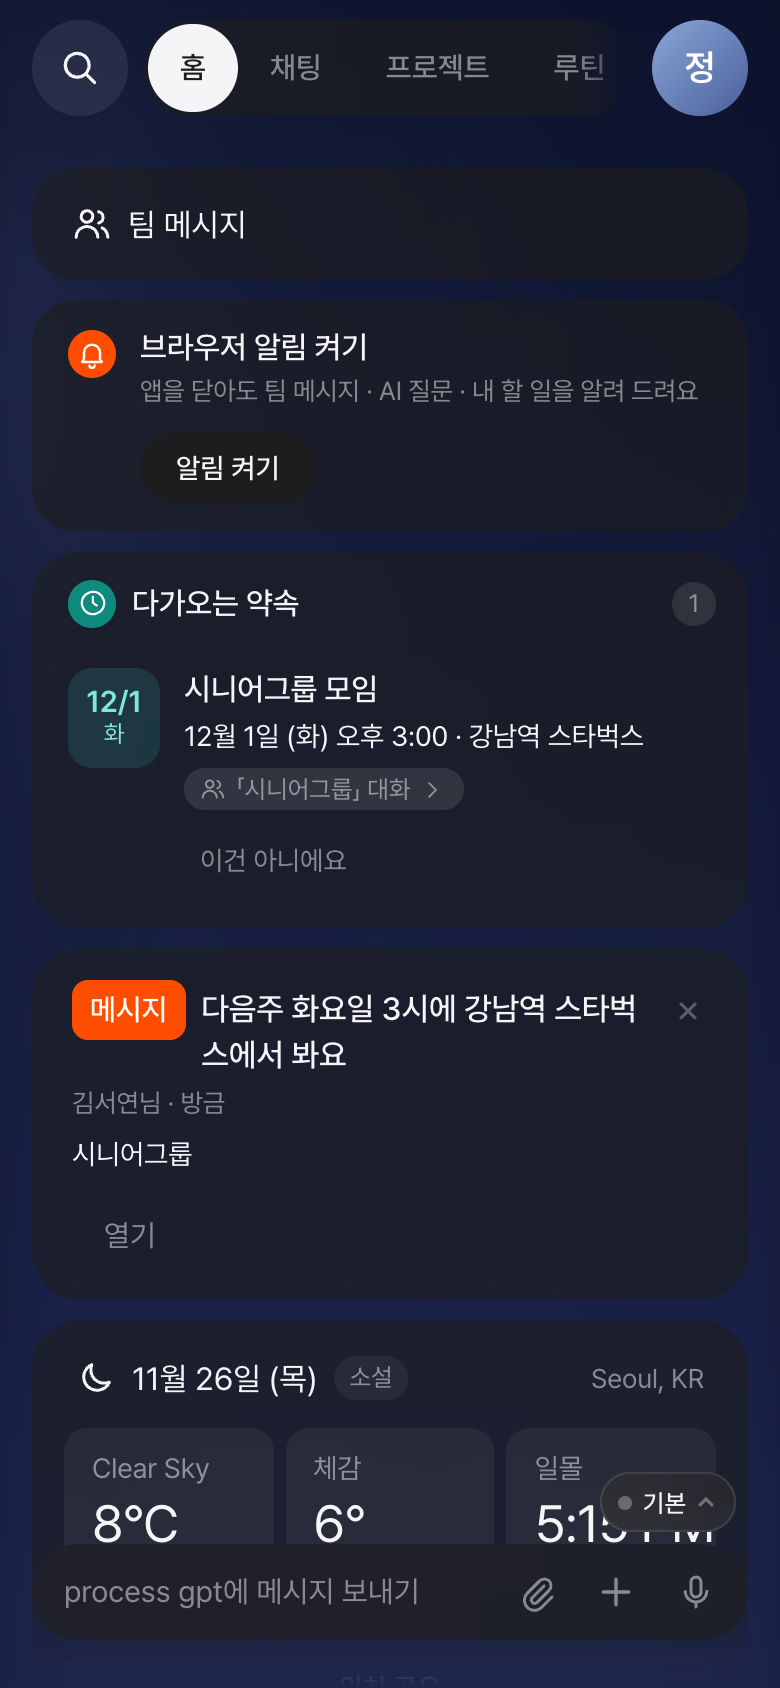 홈
채팅
프로젝트
루틴
정
팀 메시지
브라우저 알림 켜기
앱을 닫아도 팀 메시지 · AI 질문 · 내 할 일을 알려 드려요
알림 켜기
다가오는 약속
1
12/1
화
시니어그룹 모임
12월 1일 (화) 오후 3:00 · 강남역 스타벅스
「시니어그룹」 대화
이건 아니에요
메시지
다음주 화요일 3시에 강남역 스타벅
스에서 봐요
김서연님 · 방금
시니어그룹
열기
11월 26일 (목)
소설
Seoul, KR
Clear Sky
체감
일몰
8°C
6°
기본
process gpt에 메시지 보내기